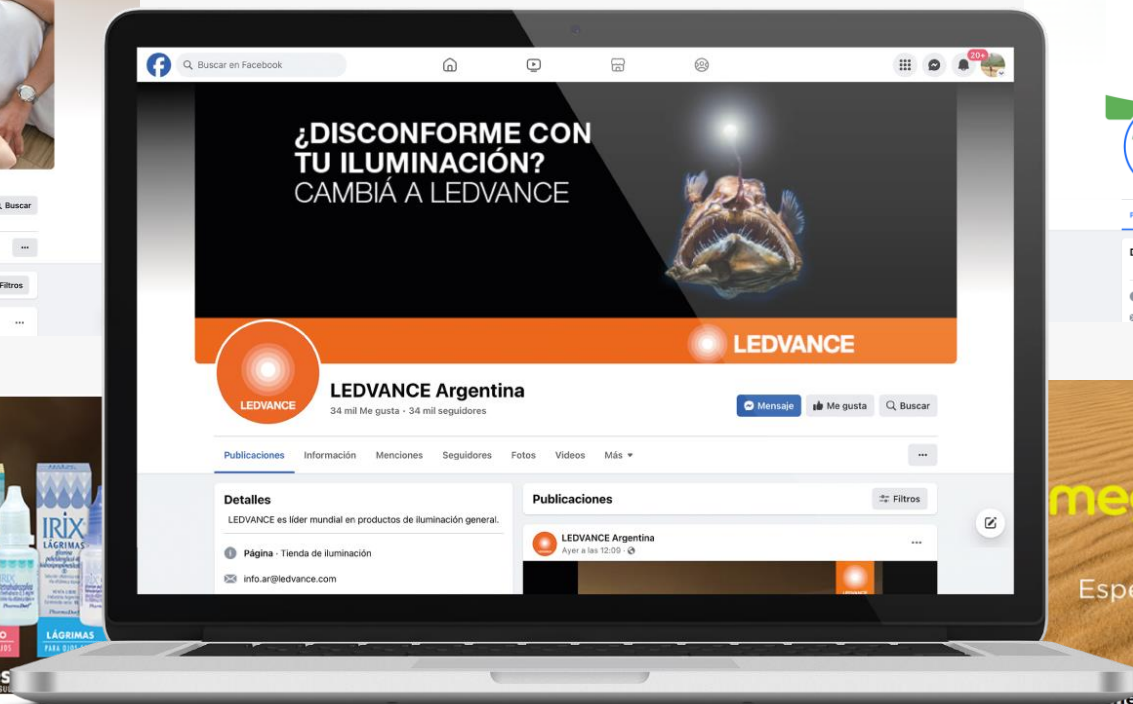 Buscar en Facebook
20+
¿DISCONFORME CON
TU ILUMINACIÓN?
CAMBIÁ A LEDVANCE
LEDVANCE
LEDVANCE
LEDVANCE Argentina
34 mil Me gusta · 34 mil seguidores
Mensaje
Me gusta
Buscar
Publicaciones Información Menciones Seguidores Fotos Videos Más
Detalles
LEDVANCE es líder mundial en productos de iluminación general.
Página · Tienda de iluminación
info.ar@ledvance.com
Publicaciones
Filtros
LEDVANCE Argentina
Ayer a las 12:09
Buscar
Filtros
IRIX
LÁGRIMAS
LÁGRIMAS